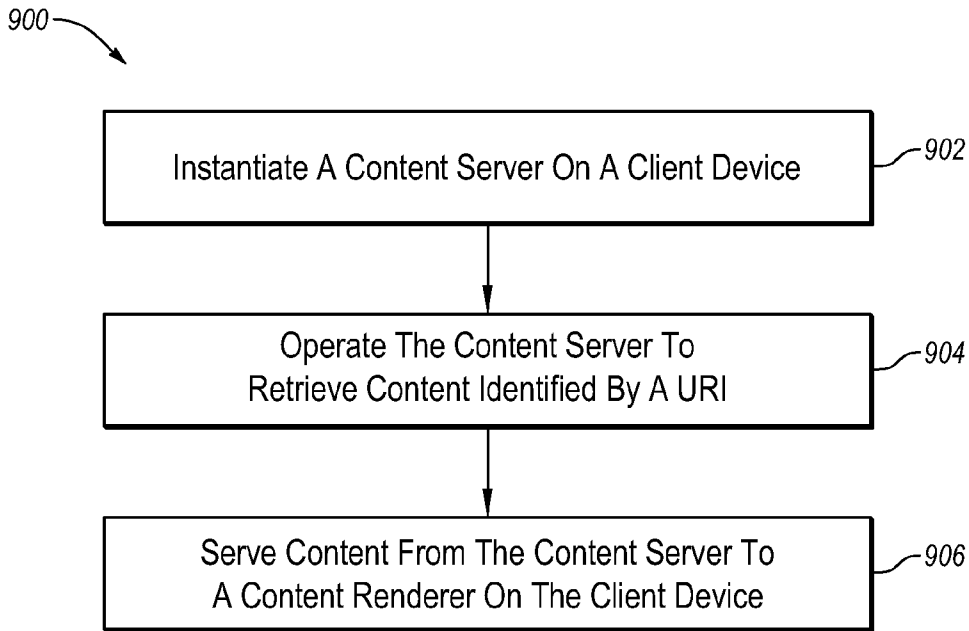 900
Instantiate A Content Server On A Client Device
902
Operate The Content Server To
Retrieve Content Identified By A URI
904
Serve Content From The Content Server To
A Content Renderer On The Client Device
906